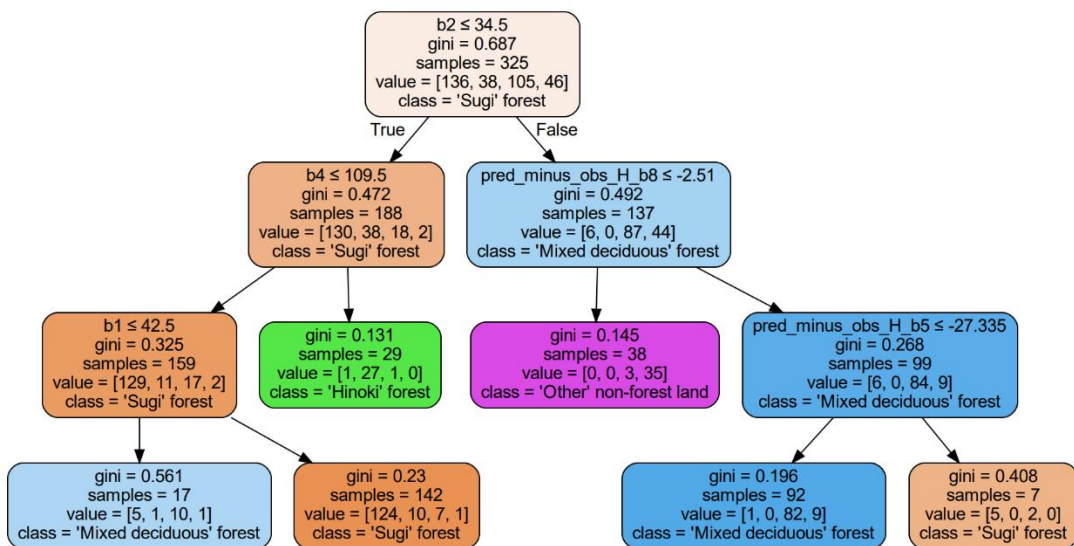 b2 ≤ 34.5
gini = 0.687
samples = 325
value = [136, 38, 105, 46]
class = 'Sugi' forest
True
False
b4 ≤ 109.5
gini = 0.472
samples = 188
value = [130, 38, 18, 2]
class = 'Sugi' forest
pred_minus_obs_H_b8 ≤ -2.51
gini = 0.492
samples = 137
value = [6, 0, 87, 44]
class = 'Mixed deciduous' forest
b1 ≤ 42.5
gini = 0.325
samples = 159
value = [129, 11, 17, 2]
class = 'Sugi' forest
gini = 0.131
samples = 29
value = [1, 27, 1, 0]
class = 'Hinoki' forest
gini = 0.145
samples = 38
value = [0, 0, 3, 35]
class = 'Other' non-forest land
pred_minus_obs_H_b5 ≤ -27.335
gini = 0.268
samples = 99
value = [6, 0, 84, 9]
class = 'Mixed deciduous' forest
gini = 0.561
samples = 17
value = [5, 1, 10, 1]
class = 'Mixed deciduous' forest
gini = 0.23
samples = 142
value = [124, 10, 7, 1]
class = 'Sugi' forest
gini = 0.196
samples = 92
value = [1, 0, 82, 9]
class = 'Mixed deciduous' forest
gini = 0.408
samples = 7
value = [5, 0, 2, 0]
class = 'Sugi' forest